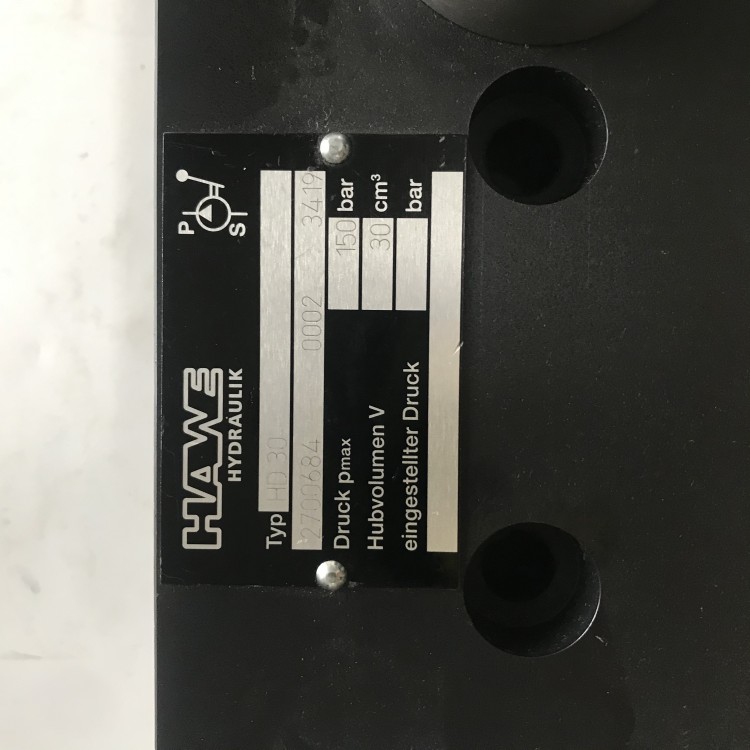 HAWE
HYDRAULIK
P
S
Typ HD 30
2700684 0002 3419
Druck pmax 150 bar
Hubvolumen V 30 cm³
eingestellter Druck bar